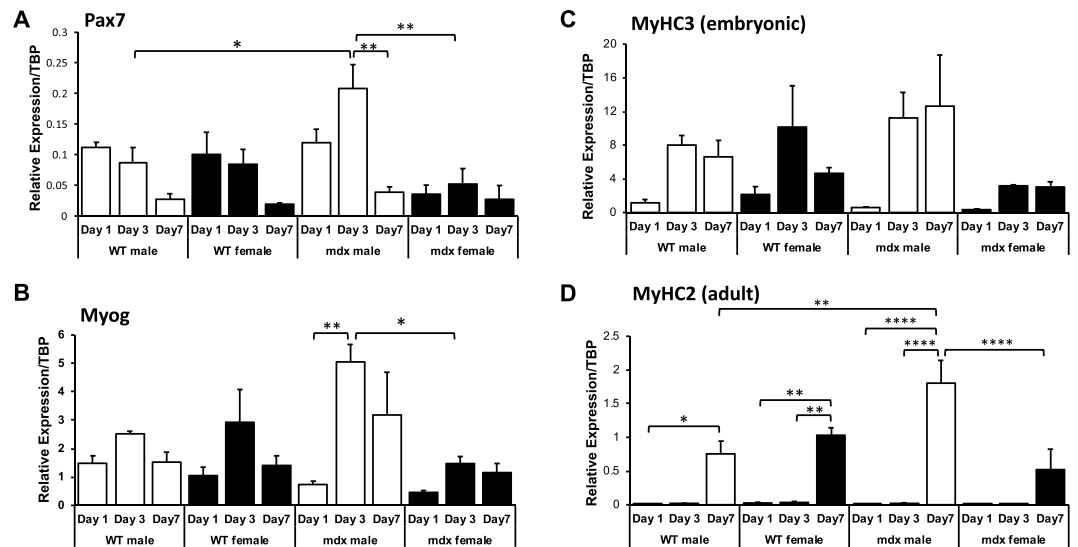 A
Pax7
Relative Expression/TBP
0.3
0.25
0.2
0.15
0.1
0.05
0
*
**
**
Day 1 Day 3 Day7 Day 1 Day 3 Day7 Day 1 Day 3 Day7 Day 1 Day 3 Day7
WT male WT female mdx male mdx female
B
Myog
Relative Expression/TBP
6
5
4
3
2
1
0
**
*
Day 1 Day 3 Day7 Day 1 Day 3 Day7 Day 1 Day 3 Day7 Day 1 Day 3 Day7
WT male WT female mdx male mdx female
C
MyHC3 (embryonic)
Relative Expression/TBP
20
16
12
8
4
0
Day 1 Day 3 Day7 Day 1 Day 3 Day7 Day 1 Day 3 Day7 Day 1 Day 3 Day7
WT male WT female mdx male mdx female
D
MyHC2 (adult)
Relative Expression/TBP
2.5
2
1.5
1
0.5
0
*
**
**
**
****
****
****
Day 1 Day 3 Day7 Day 1 Day 3 Day7 Day 1 Day 3 Day7 Day 1 Day 3 Day7
WT male WT female mdx male mdx female